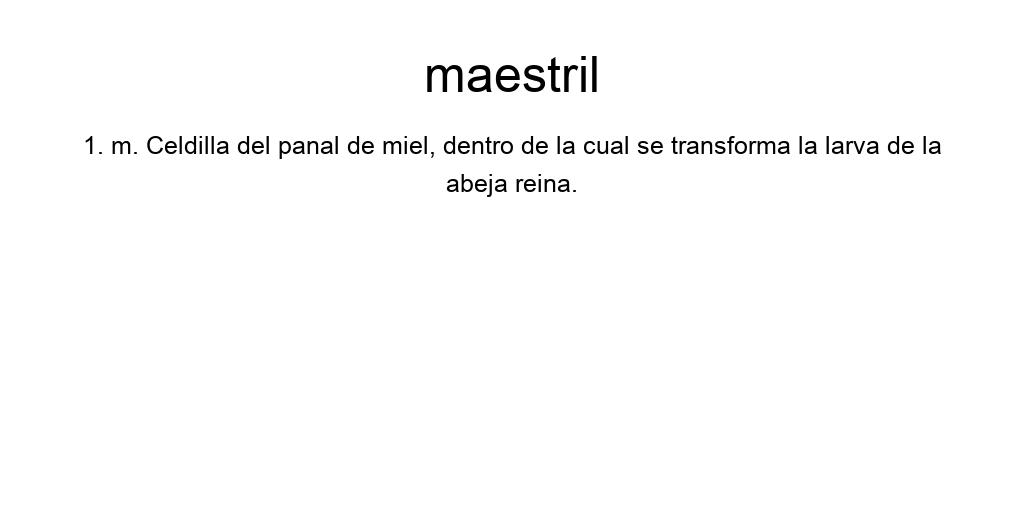 maestril
1. m. Celdilla del panal de miel, dentro de la cual se transforma la larva de la
abeja reina.